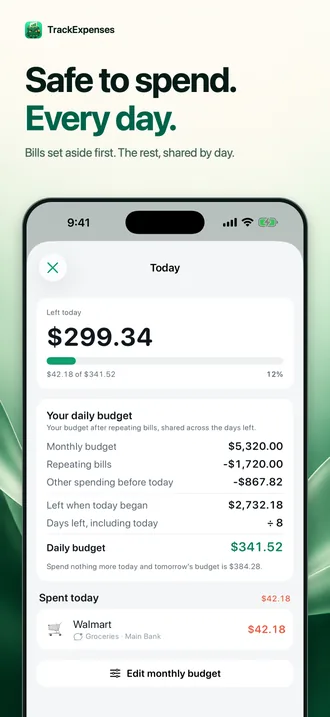 TrackExpenses
Safe to spend.
Every day.
Bills set aside first. The rest, shared by day.
9:41
Today
Left today
$299.34
$42.18 of $341.52 12%
Your daily budget
Your budget after repeating bills, shared across the days left.
Monthly budget $5,320.00
Repeating bills -$1,720.00
Other spending before today -$867.82
Left when today began $2,732.18
Days left, including today ÷ 8
Daily budget $341.52
Spend nothing more today and tomorrow's budget is $384.28.
Spent today $42.18
Walmart
Groceries · Main Bank $42.18
Edit monthly budget